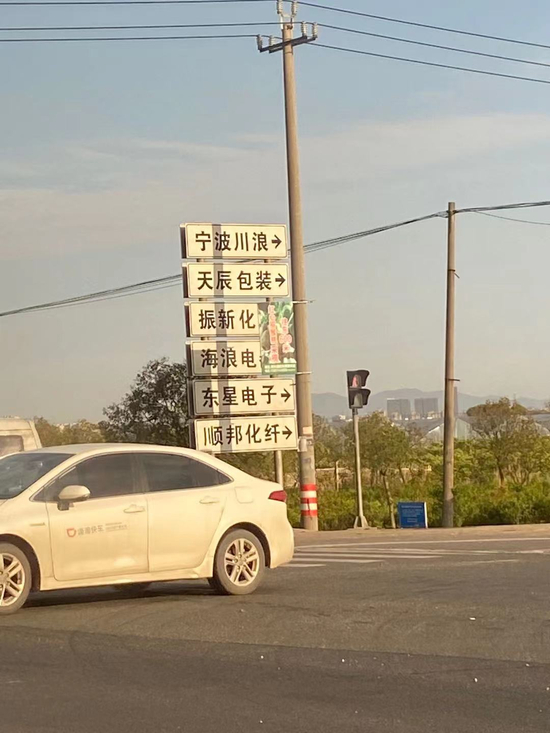 宁波川浪→
天辰包装→
振新化
海浪电
东星电子→
顺邦化纤→